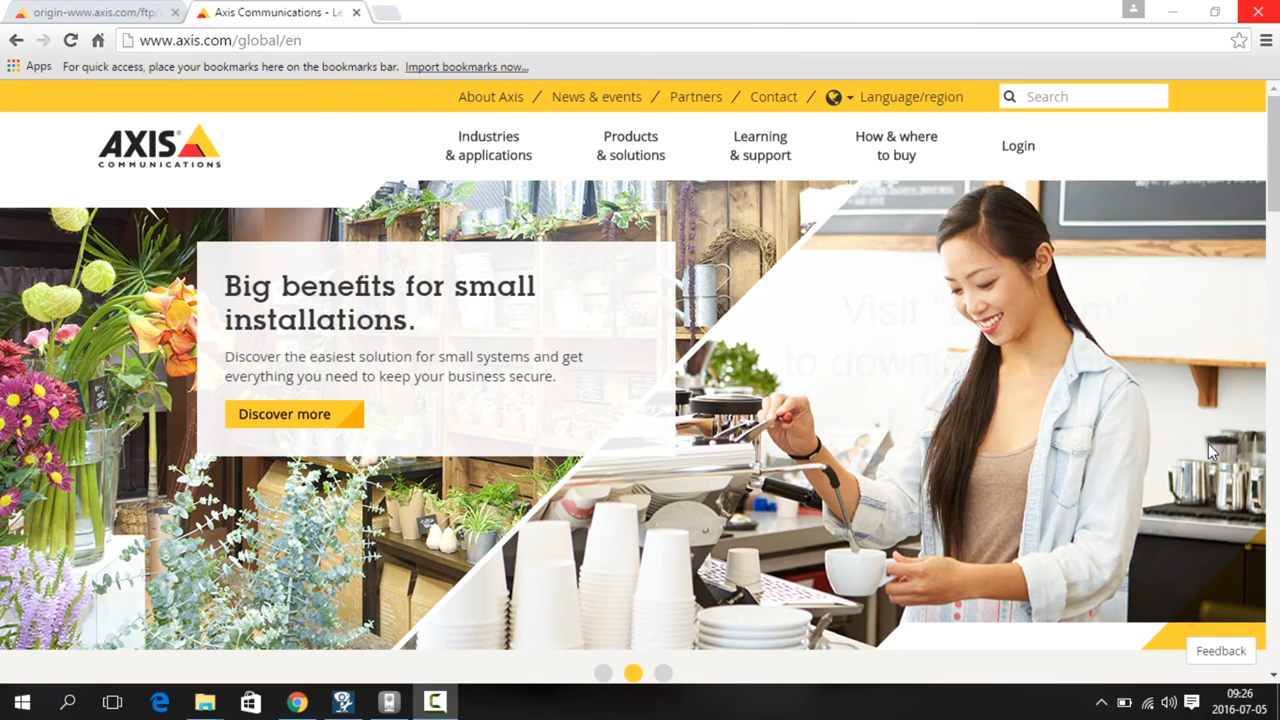 origin-www.axis.com/ftp/
Axis Communications - Le
www.axis.com/global/en
Apps For quick access, place your bookmarks here on the bookmarks bar. Import bookmarks now...
About Axis / News & events / Partners / Contact / Language/region
Search
AXIS
COMMUNICATIONS
Industries
& applications
Products
& solutions
Learning
& support
How & where
to buy
Login
Big benefits for small
installations.
Discover the easiest solution for small systems and get
everything you need to keep your business secure.
Discover more
Visit
to download
Feedback
09:26
2016-07-05